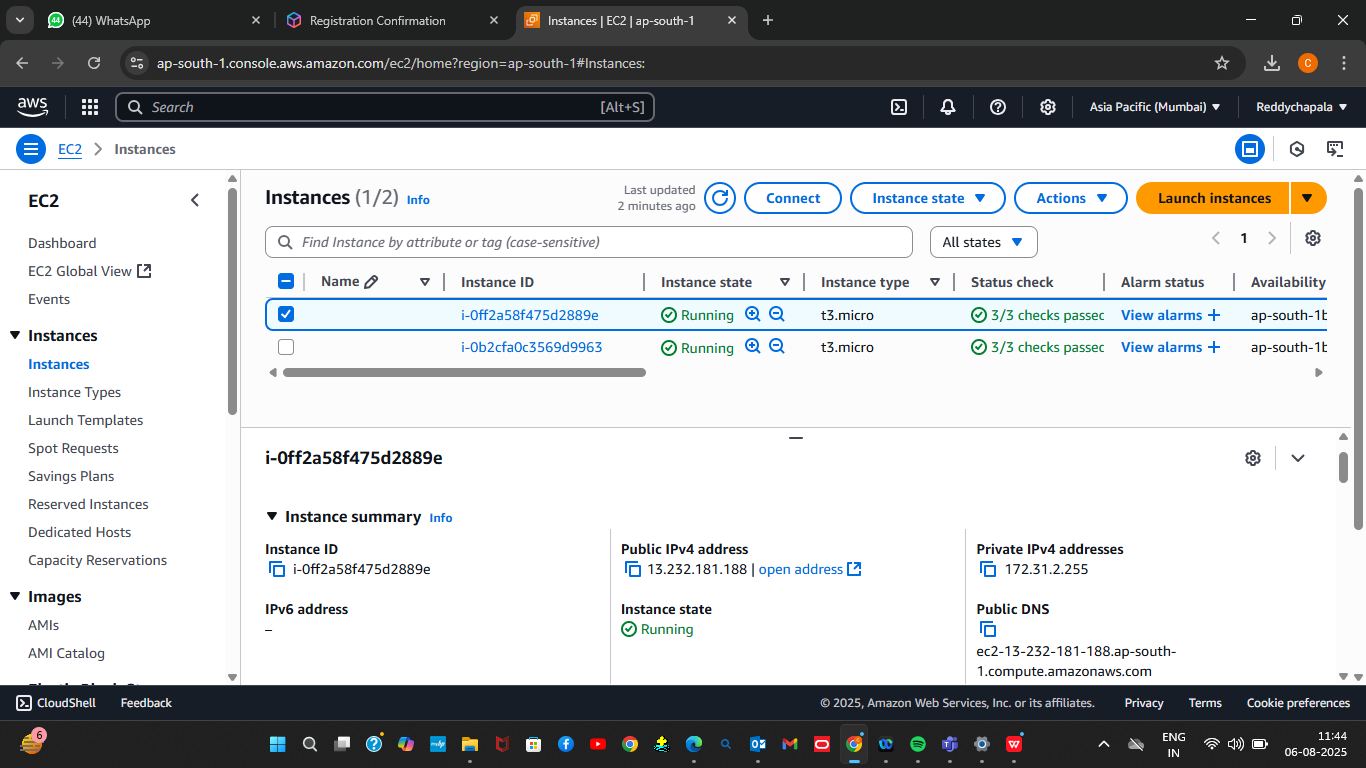 44
(44) WhatsApp
Registration Confirmation
Instances | EC2 | ap-south-1
ap-south-1.console.aws.amazon.com/ec2/home?region=ap-south-1#Instances:
C
aws
Search
[Alt+S]
Asia Pacific (Mumbai)
Reddychapala
EC2
Instances
EC2
Dashboard
EC2 Global View
Events
Instances
Instances
Instance Types
Launch Templates
Spot Requests
Savings Plans
Reserved Instances
Dedicated Hosts
Capacity Reservations
Images
AMIs
AMI Catalog
Instances (1/2) Info
Last updated
2 minutes ago
Connect
Instance state
Actions
Launch instances
Find Instance by attribute or tag (case-sensitive)
All states
1
Name Instance ID Instance state Instance type Status check Alarm status Availability
i-0ff2a58f475d2889e Running t3.micro 3/3 checks passec View alarms + ap-south-1b
i-0b2cfa0c3569d9963 Running t3.micro 3/3 checks passec View alarms + ap-south-1b
i-0ff2a58f475d2889e
Instance summary Info
Instance ID
i-0ff2a58f475d2889e
IPv6 address
–
Public IPv4 address
13.232.181.188 | open address
Instance state
Running
Private IPv4 addresses
172.31.2.255
Public DNS
ec2-13-232-181-188.ap-south-
1.compute.amazonaws.com
CloudShell
Feedback
© 2025, Amazon Web Services, Inc. or its affiliates.
Privacy
Terms
Cookie preferences
6
ENG
IN
11:44
06-08-2025